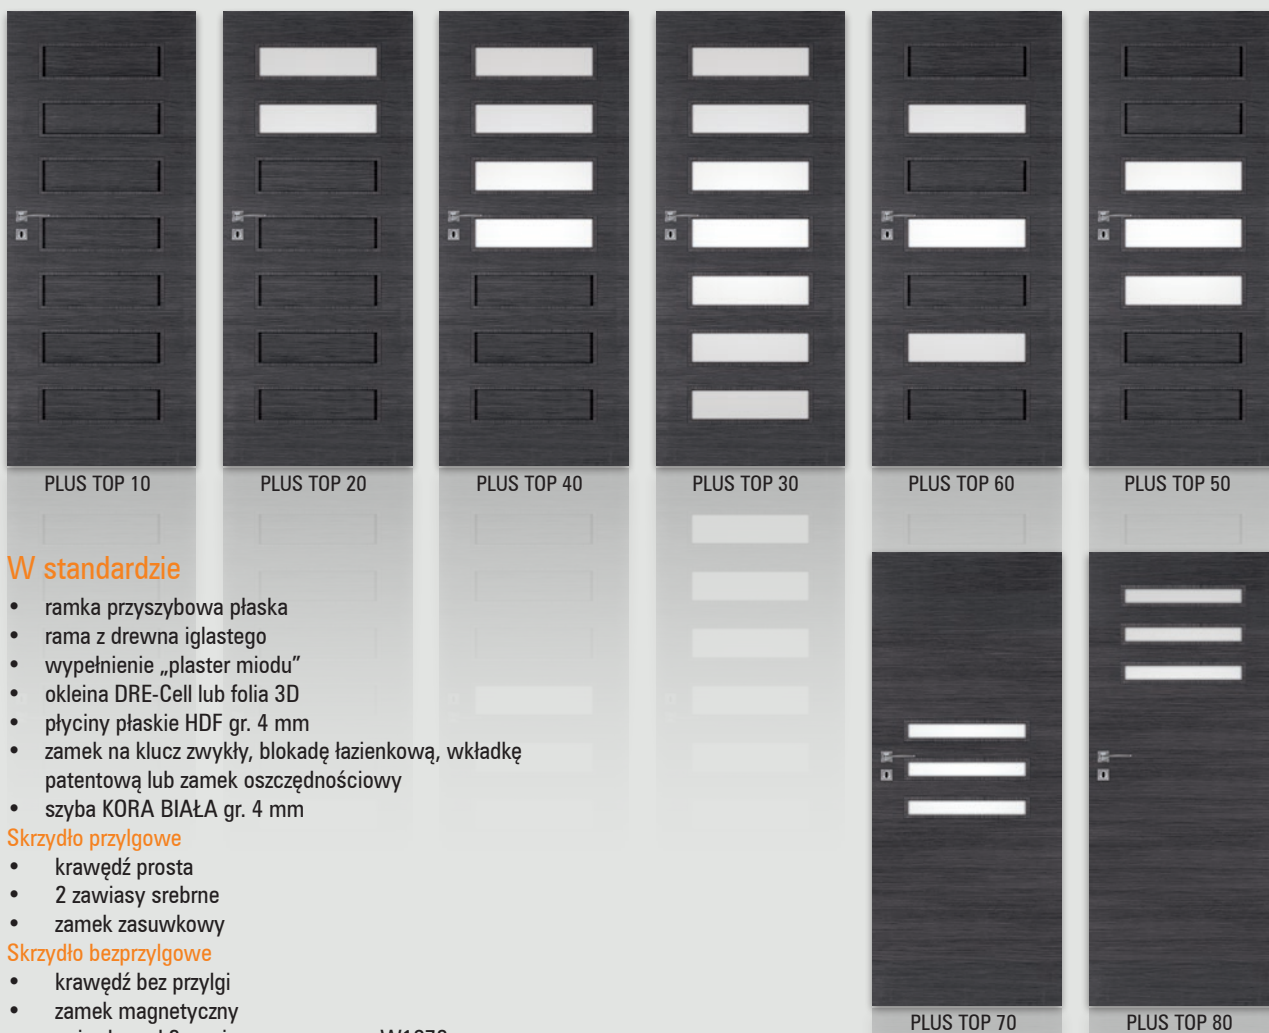 PLUS TOP 10
PLUS TOP 20
PLUS TOP 40
PLUS TOP 30
PLUS TOP 60
PLUS TOP 50
W standardzie
• ramka przyszybowa płaska
• rama z drewna iglastego
• wypełnienie „plaster miodu”
• okleina DRE-Cell lub folia 3D
• płyciny płaskie HDF gr. 4 mm
• zamek na klucz zwykły, blokadę łazienkową, wkładkę
patentową lub zamek oszczędnościowy
• szyba KORA BIAŁA gr. 4 mm
Skrzydło przylgowe
• krawędź prosta
• 2 zawiasy srebrne
• zamek zasuwkowy
Skrzydło bezprzylgowe
• krawędź bez przylgi
• zamek magnetyczny
PLUS TOP 70
PLUS TOP 80